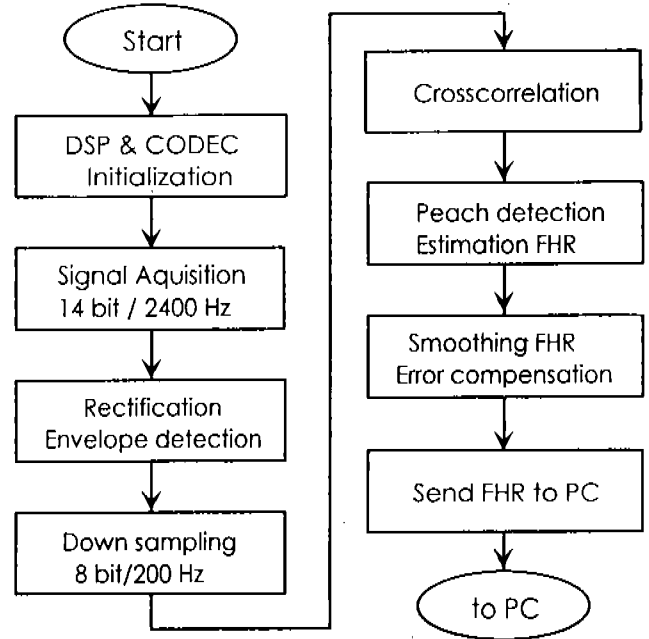 Start
DSP & CODEC
Initialization
Signal Aquisition
14 bit / 2400 Hz
Rectification
Envelope detection
Down sampling
8 bit/200 Hz
Crosscorrelation
Peach detection
Estimation FHR
Smoothing FHR
Error compensation
Send FHR to PC
to PC